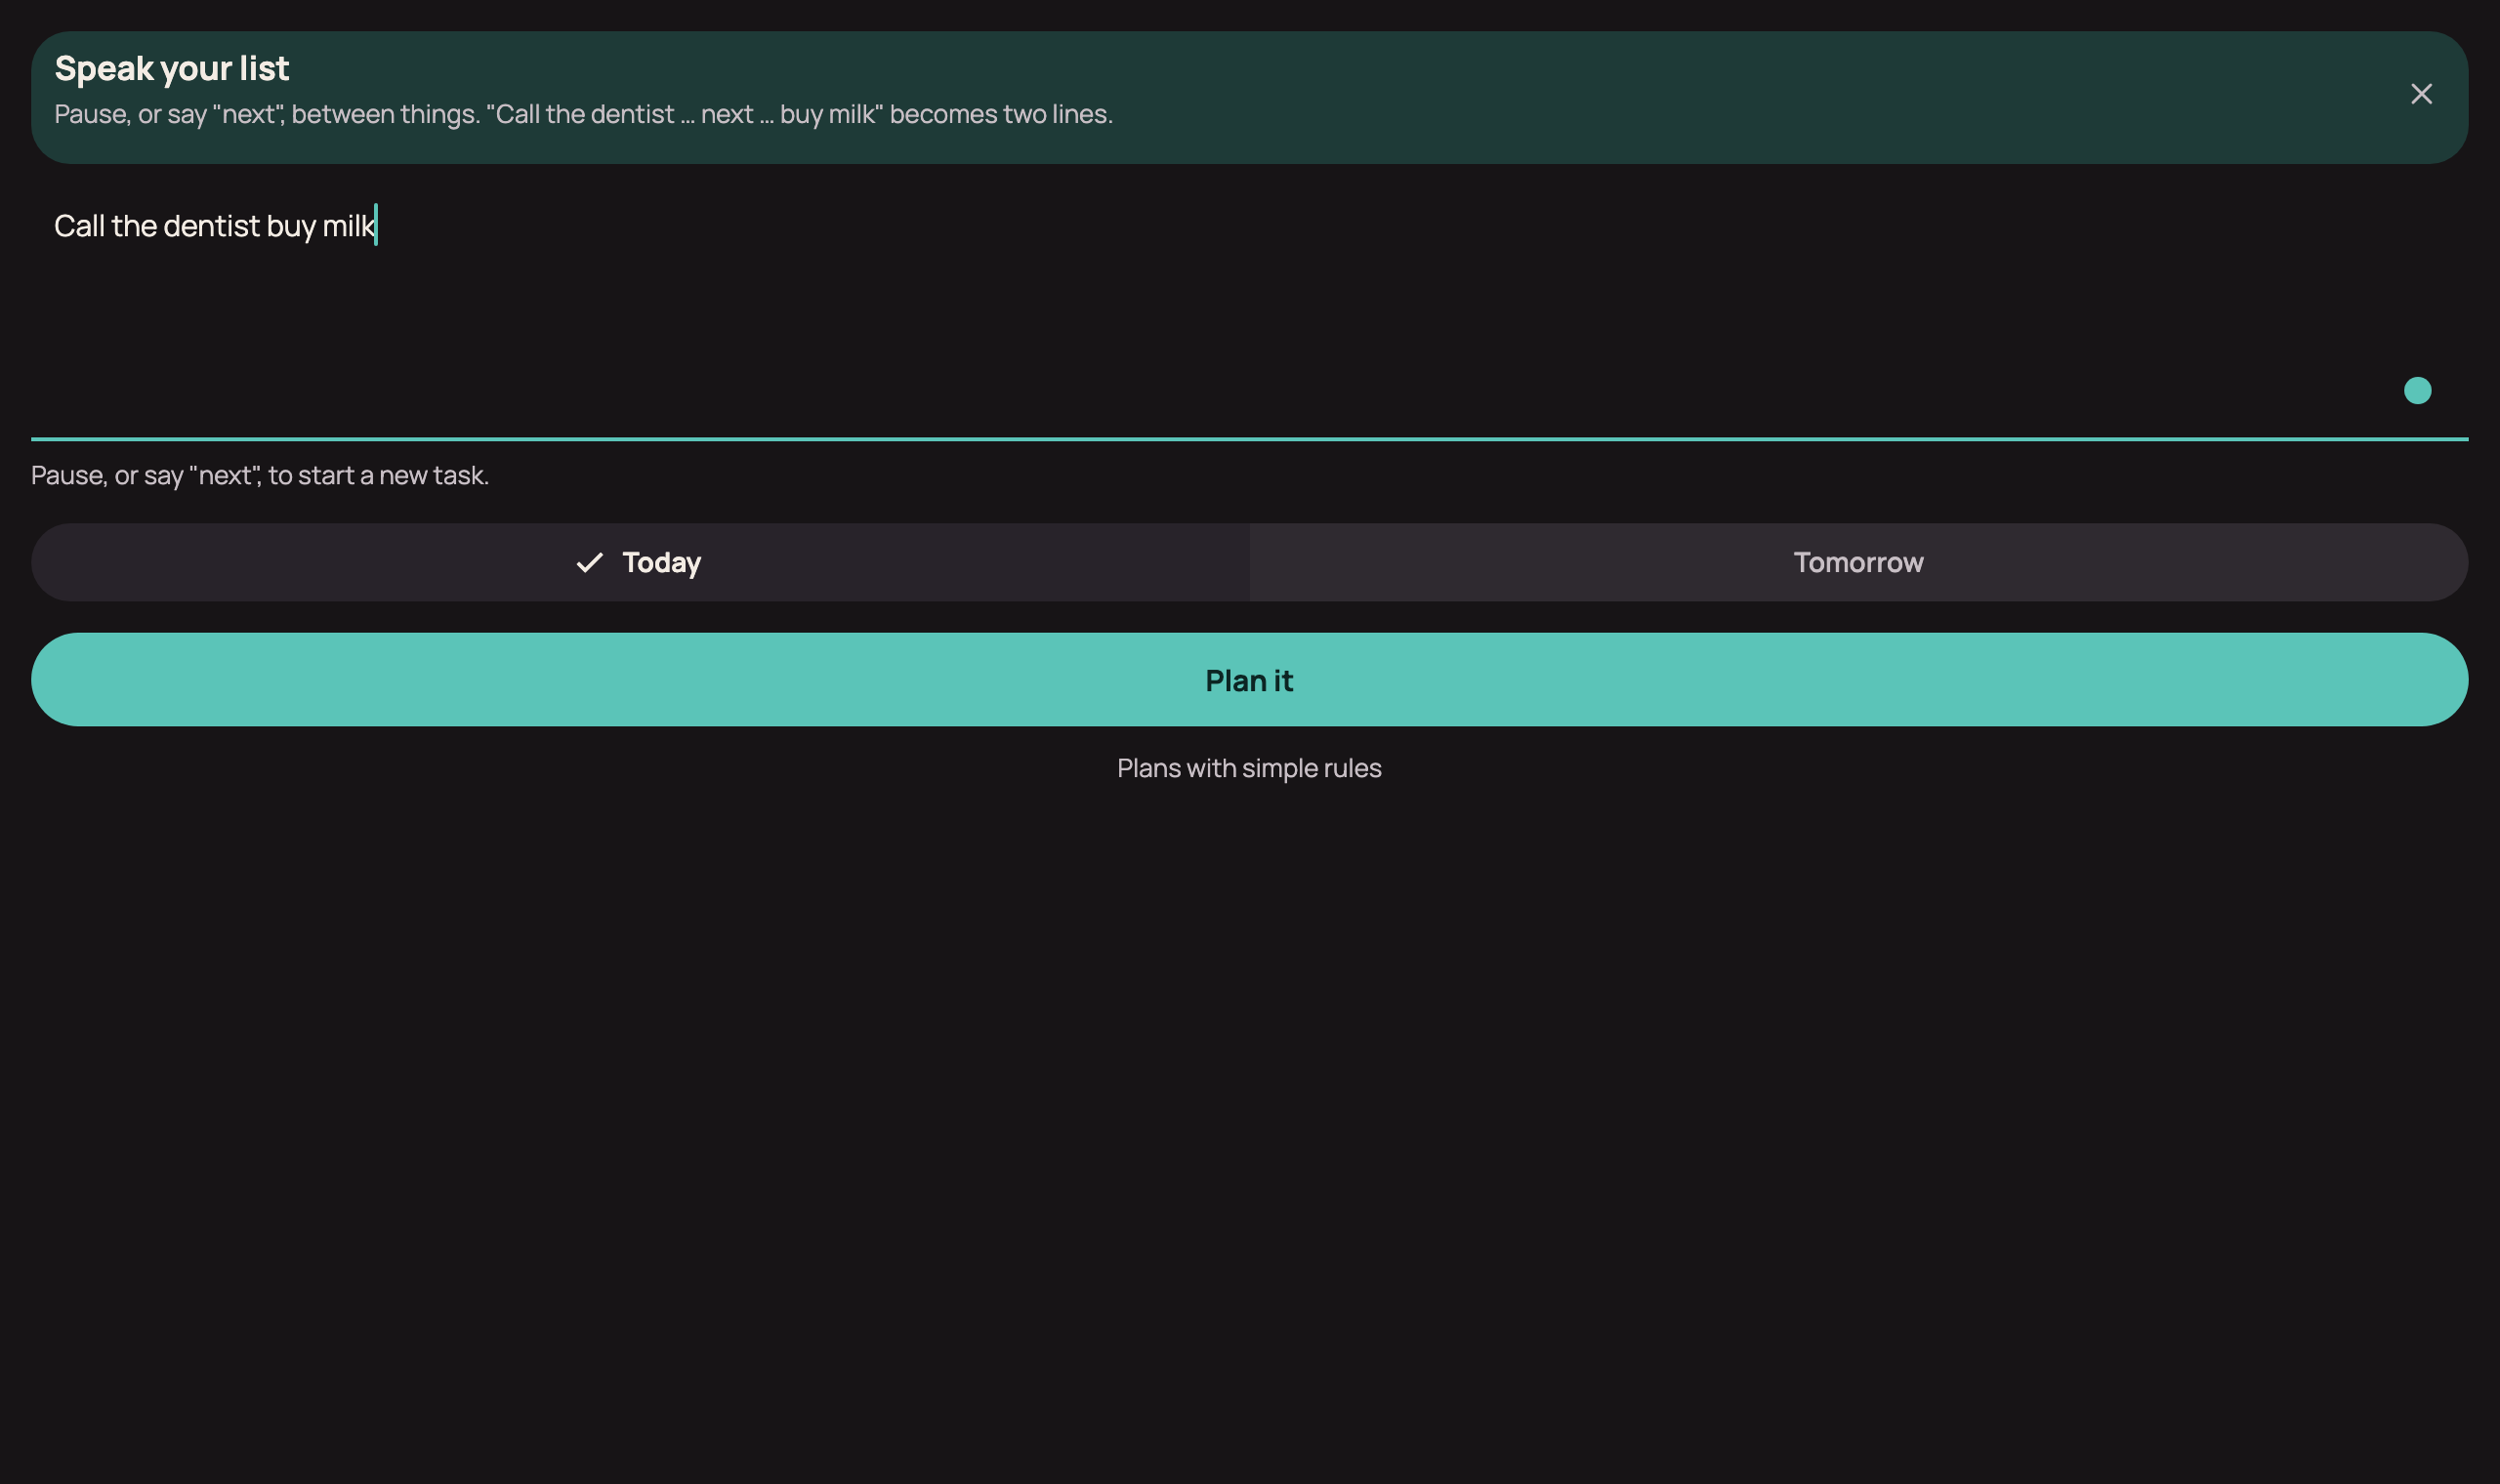 Speak your list
Pause, or say "next", between things. "Call the dentist ... next ... buy milk" becomes two lines.
Call the dentist buy milk
Pause, or say "next", to start a new task.
Today
Tomorrow
Plan it
Plans with simple rules